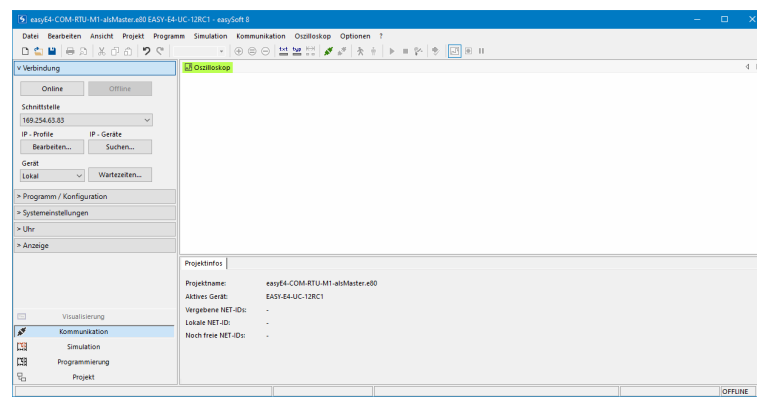 easyE4-COM-RTU-M1-alsMaster.e80 EASY-E4-UC-12RC1 - easySoft 8
Datei Bearbeiten Ansicht Projekt Programm Simulation Kommunikation Oszilloskop Optionen ?
txt typ
v Verbindung
Oszilloskop
Online Offline
Schnittstelle
169.254.63.83
IP - Profile IP - Geräte
Bearbeiten... Suchen...
Gerät
Lokal Wartezeiten...
> Programm / Konfiguration
> Systemeinstellungen
> Uhr
> Anzeige
Projektinfos
Projektname: easyE4-COM-RTU-M1-alsMaster.e80
Aktives Gerät: EASY-E4-UC-12RC1
Vergebene NET-IDs: -
Lokale NET-ID: -
Noch freie NET-IDs: -
Visualisierung
Kommunikation
Simulation
Programmierung
Projekt
OFFLINE